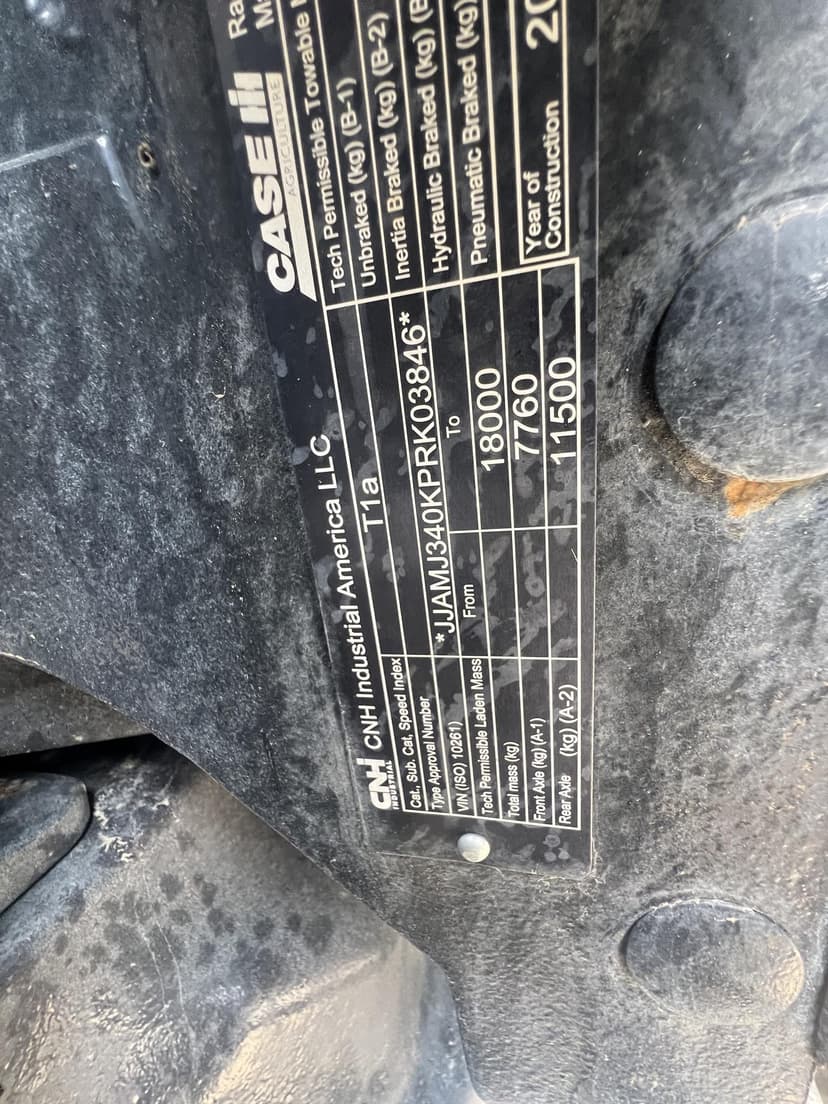 CNH INDUSTRIAL CNH Industrial America LLC
CASE IH
AGRICULTURE
Cat., Sub. Cat, Speed Index T1a
Type Approval Number
VIN (ISO) 10261) *JJAMJ340KPRK03846*
Tech Permissible Laden Mass From To
Total mass (kg) 18000
Front Axle (kg) (A-1) 7760
Rear Axle (kg) (A-2) 11500
Tech Permissible Towable
Unbraked (kg) (B-1)
Inertia Braked (kg) (B-2)
Hydraulic Braked (kg)
Pneumatic Braked (kg)
Year of
Construction